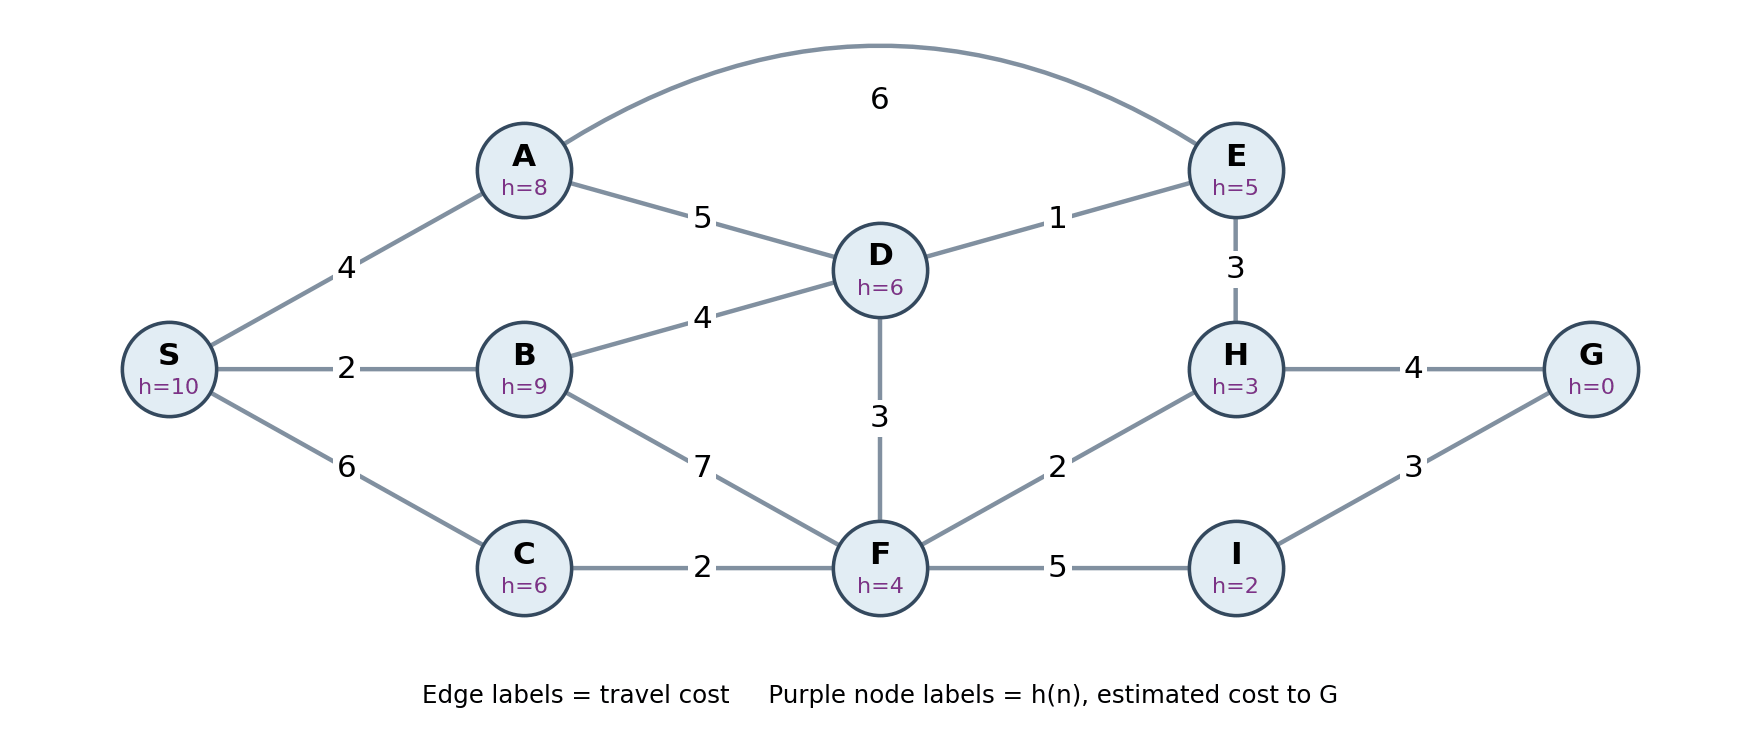 6
A
h=8
E
h=5
5
1
D
h=6
4
3
4
S
h=10
2
B
h=9
H
h=3
4
G
h=0
3
6
7
2
3
C
h=6
2
F
h=4
5
I
h=2
Edge labels = travel cost     Purple node labels = h(n), estimated cost to G